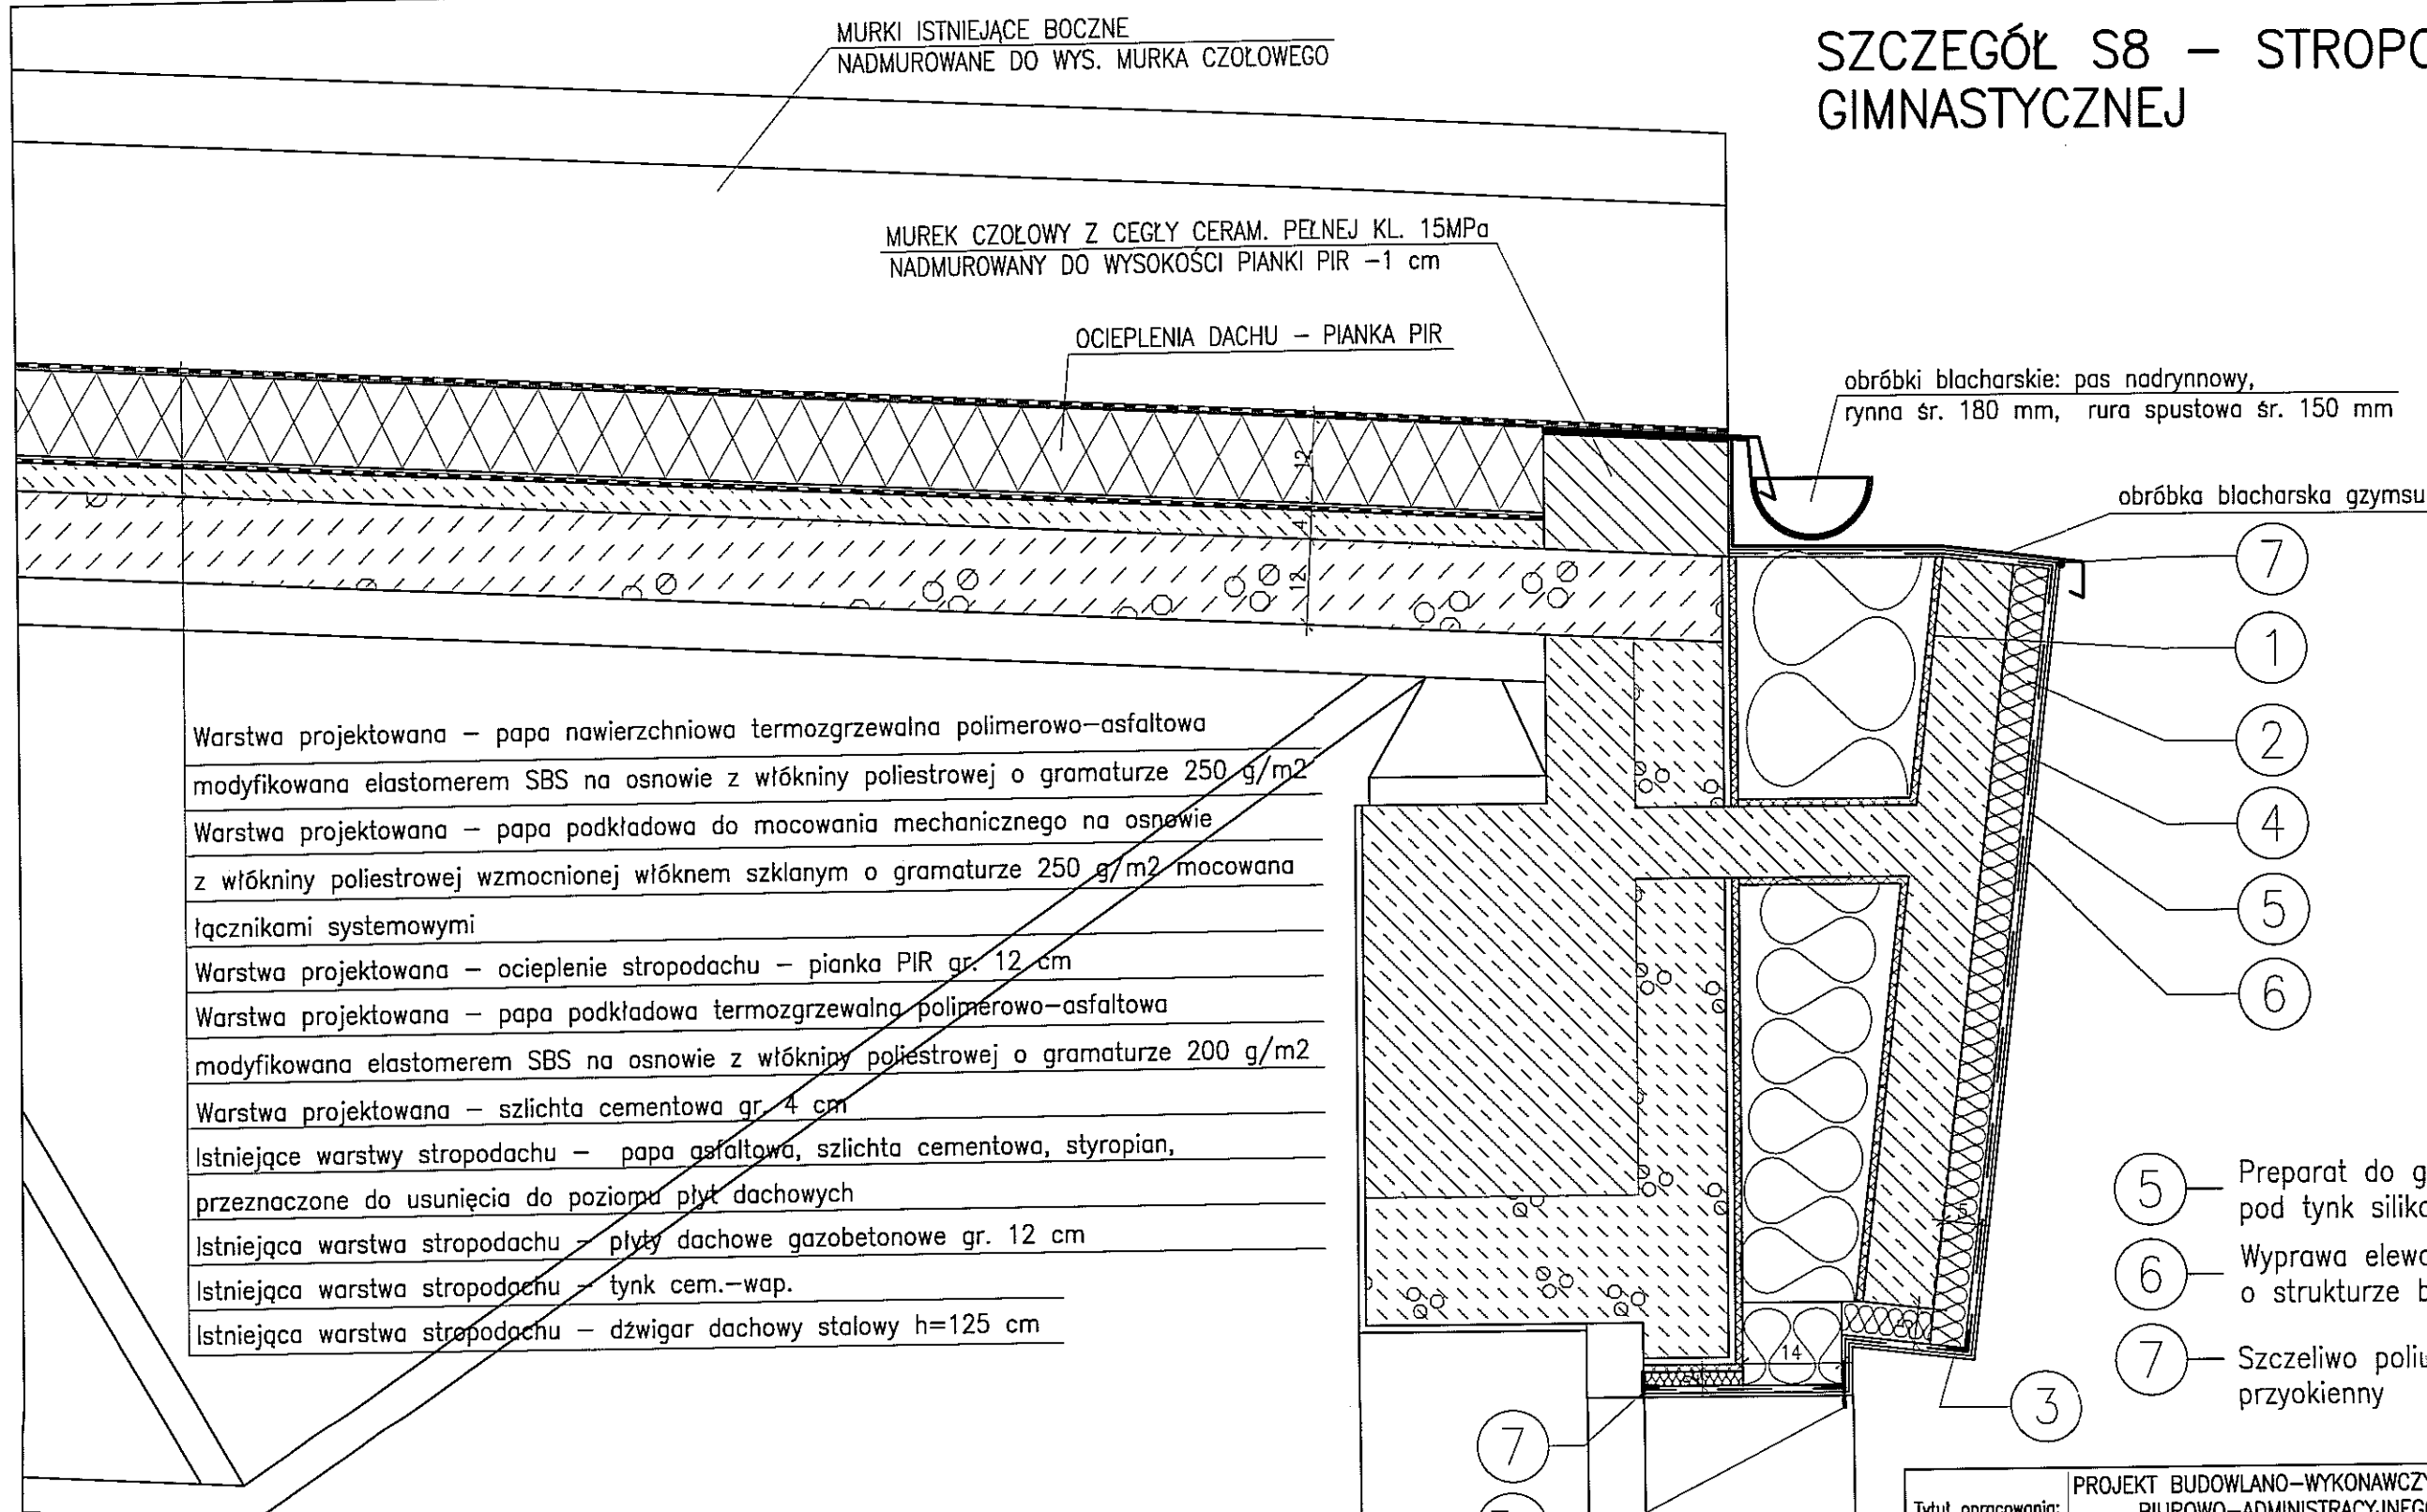 MURKI ISTNIEJĄCE BOCZNE
NADMUROWANE DO WYS. MURKA CZOŁOWEGO
SZCZEGÓŁ S8 –
GIMNASTYCZNEJ
MUREK CZOŁOWY Z CEGŁY CERAM. PEŁNEJ KL. 15MPa
NADMUROWANY DO WYSOKOŚCI PIANKI PIR –1 cm
OCIEPLENIA DACHU – PIANKA PIR
obróbki blacharskie: pas nadrynnowy,
rynna śr. 180 mm, rura spustowa śr. 150 mm
obróbka blacharska gzymsu
12
4
12
7
1
2
4
5
6
Warstwa projektowana – papa nawierzchniowa termozgrzewalna polimerowo–asfaltowa
modyfikowana elastomerem SBS na osnowie z włókniny poliestrowej o gramaturze 250 g/m2
Warstwa projektowana – papa podkładowa do mocowania mechanicznego na osnowie
z włókniny poliestrowej wzmocnionej włóknem szklanym o gramaturze 250 g/m2 mocowana
łącznikami systemowymi
Warstwa projektowana – ocieplenie stropodachu – pianka PIR gr. 12 cm
Warstwa projektowana – papa podkładowa termozgrzewalna polimerowo–asfaltowa
modyfikowana elastomerem SBS na osnowie z włókniny poliestrowej o gramaturze 200 g/m2
Warstwa projektowana – szlichta cementowa gr. 4 cm
Istniejące warstwy stropodachu – papa asfaltowa, szlichta cementowa, styropian,
przeznaczone do usunięcia do poziomu płyt dachowych
Istniejąca warstwa stropodachu – płyty dachowe gazobetonowe gr. 12 cm
Istniejąca warstwa stropodachu – tynk cem.–wap.
Istniejąca warstwa stropodachu – dźwigar dachowy stalowy h=125 cm
5
14
5 Preparat do
pod tynk
6 Wyprawa
o strukturze
7 Szczeliwo
przyokienny
3
7
PROJEKT BUDOWLANO–WYKONAWCZY
Tytuł opracowania: